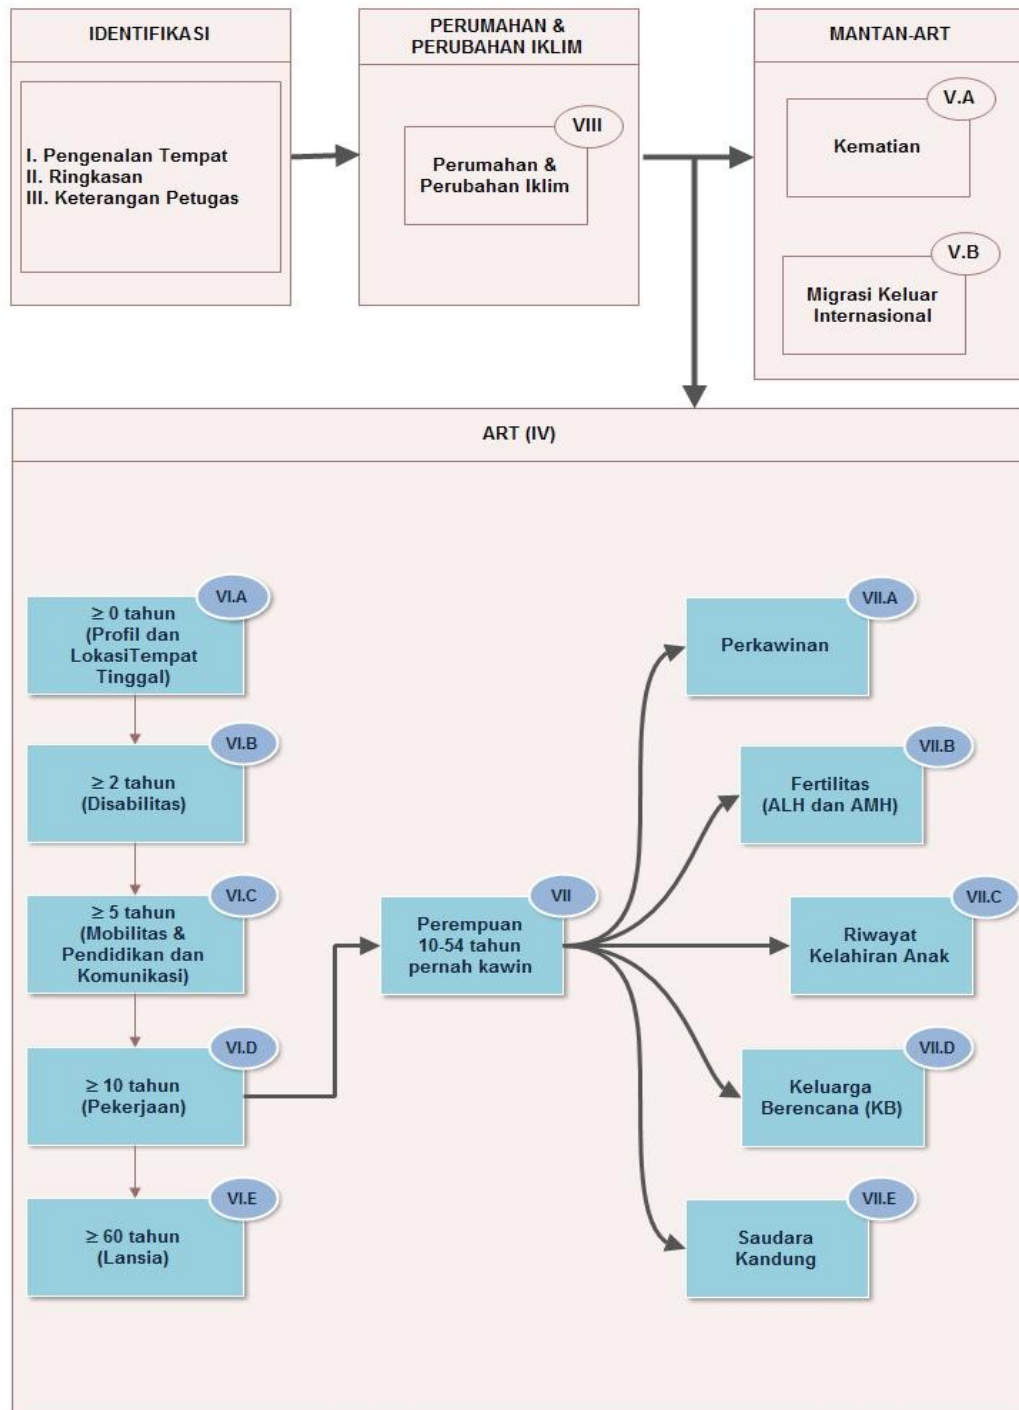 IDENTIFIKASI
I. Pengenalan Tempat
II. Ringkasan
III. Keterangan Petugas
PERUMAHAN &
PERUBAHAN IKLIM
VIII
Perumahan &
Perubahan Iklim
MANTAN-ART
V.A
Kematian
V.B
Migrasi Keluar
Internasional
ART (IV)
VI.A
≥ 0 tahun
(Profil dan
LokasiTempat
Tinggal)
VI.B
≥ 2 tahun
(Disabilitas)
VI.C
≥ 5 tahun
(Mobilitas &
Pendidikan dan
Komunikasi)
VI.D
≥ 10 tahun
(Pekerjaan)
VI.E
≥ 60 tahun
(Lansia)
VII
Perempuan
10-54 tahun
pernah kawin
VII.A
Perkawinan
VII.B
Fertilitas
(ALH dan AMH)
VII.C
Riwayat
Kelahiran Anak
VII.D
Keluarga
Berencana (KB)
VII.E
Saudara
Kandung